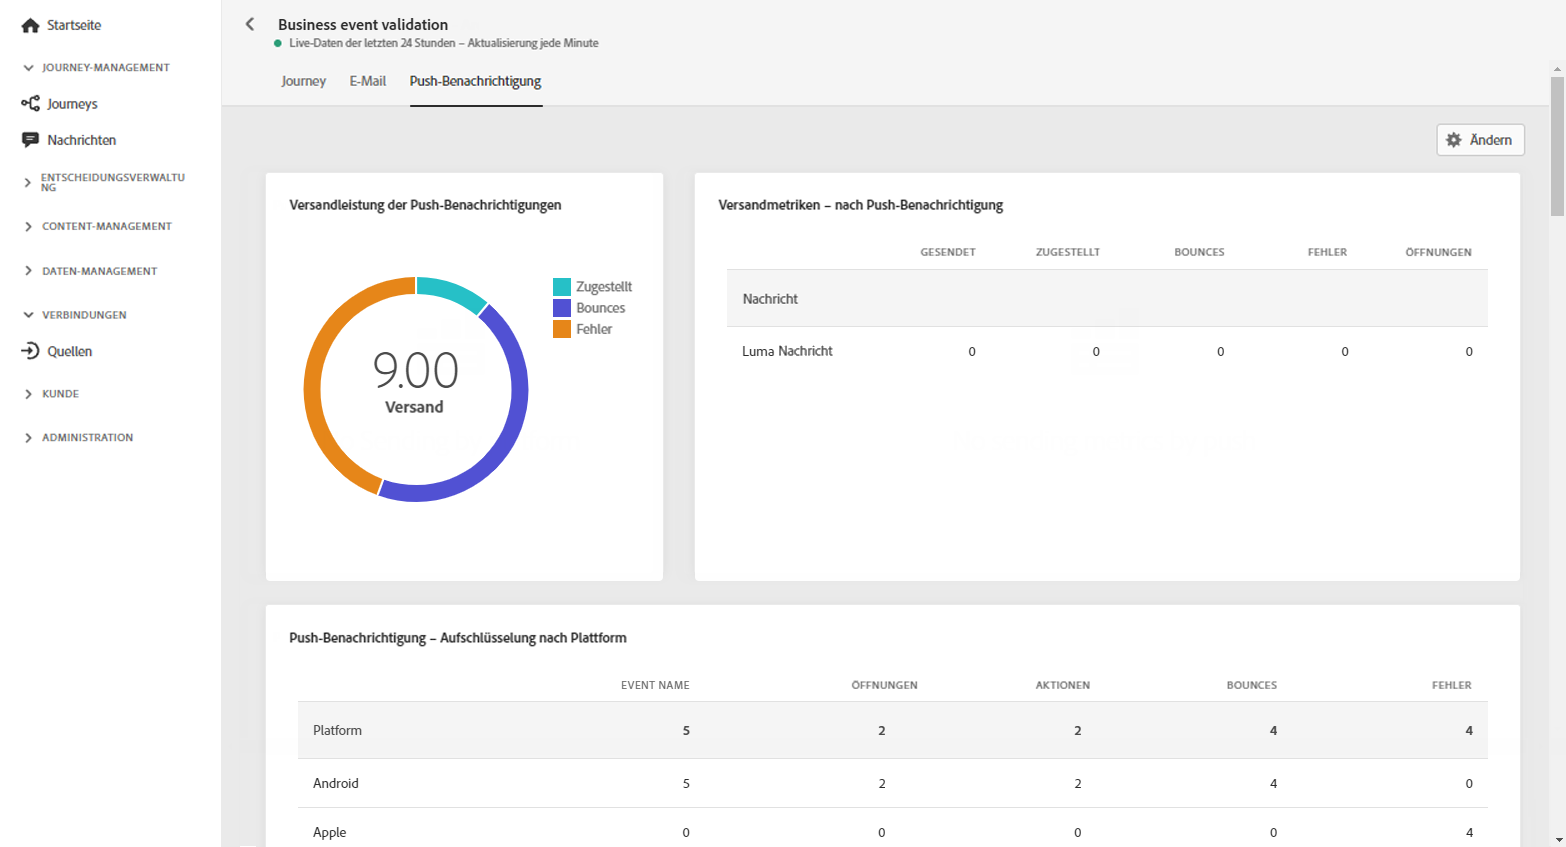 Startseite
JOURNEY-MANAGEMENT
Journeys
Nachrichten
ENTSCHEIDUNGSVERWALTU
NG
CONTENT-MANAGEMENT
DATEN-MANAGEMENT
VERBINDUNGEN
Quellen
KUNDE
ADMINISTRATION
Business event validation
Live-Daten der letzten 24 Stunden – Aktualisierung jede Minute
Journey E-Mail Push-Benachrichtigung
Ändern
Versandleistung der Push-Benachrichtigungen
Zugestellt
Bounces
Fehler
9.00
Versand
Versandmetriken – nach Push-Benachrichtigung
GESENDET ZUGESTELLT BOUNCES FEHLER ÖFFNUNGEN
Nachricht
Luma Nachricht 0 0 0 0 0
Push-Benachrichtigung – Aufschlüsselung nach Plattform
EVENT NAME ÖFFNUNGEN AKTIONEN BOUNCES FEHLER
Platform 5 2 2 4 4
Android 5 2 2 4 0
Apple 0 0 0 0 4